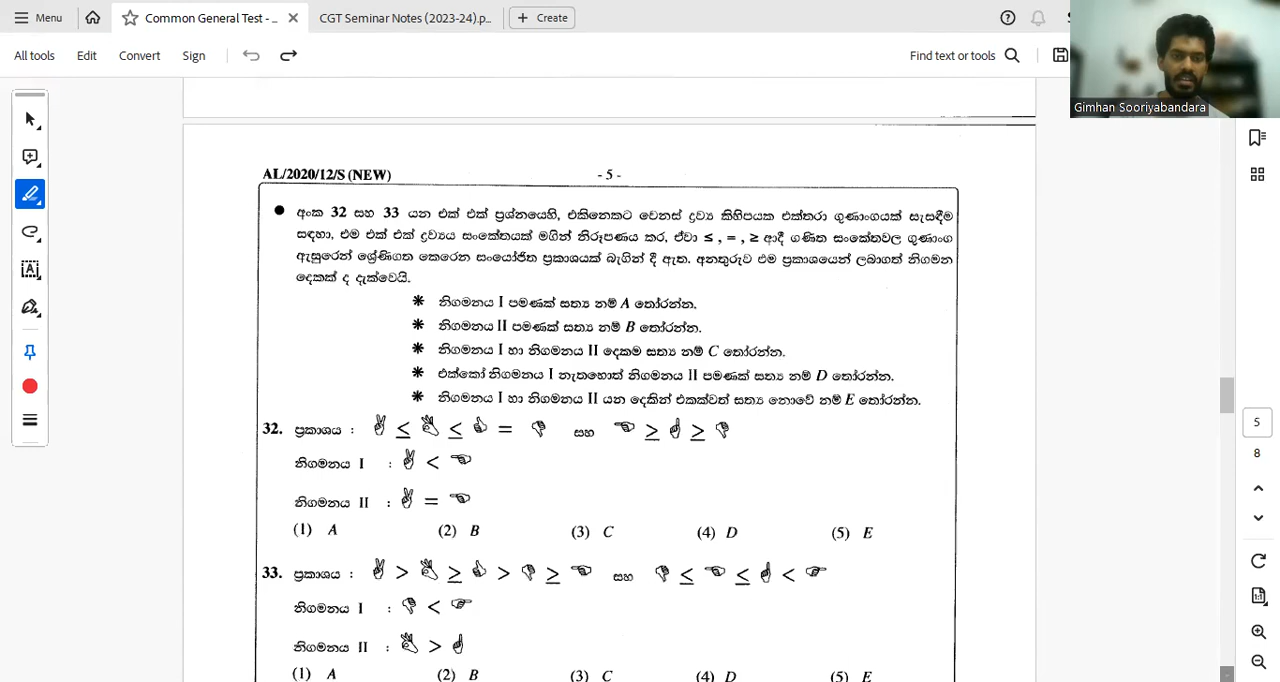 Menu Common General Test - ... CGT Seminar Notes (2023-24).p... Create
All tools Edit Convert Sign Find text or tools
Gimhan Sooriyabandara
AL/2020/12/S (NEW) - 5 -
● අංක 32 සහ 33 යන එක් එක් ප්‍රශ්නයෙහි, එකිනෙකට වෙනස් ද්‍රව්‍ය කිහිපයක එක්තරා ගුණාංගයක් සැසඳීම
සඳහා, එම එක් එක් ද්‍රව්‍යය සංකේතයක් මගින් නිරූපණය කර, ඒවා ≤ , = , ≥ ආදී ගණිත සංකේතවල ගුණාංග
ඇසුරෙන් ශ්‍රේණිගත කෙරෙන සංයෝජිත ප්‍රකාශයක් බැගින් දී ඇත. අනතුරුව එම ප්‍රකාශයෙන් ලබාගත් නිගමන
දෙකක් ද දැක්වෙයි.
* නිගමනය I පමණක් සත්‍ය නම් A තෝරන්න.
* නිගමනය II පමණක් සත්‍ය නම් B තෝරන්න.
* නිගමනය I හා නිගමනය II දෙකම සත්‍ය නම් C තෝරන්න.
* එක්කෝ නිගමනය I නැතහොත් නිගමනය II පමණක් සත්‍ය නම් D තෝරන්න.
* නිගමනය I හා නිගමනය II යන දෙකින් එකක්වත් සත්‍ය නොවේ නම් E තෝරන්න.
32. ප්‍රකාශය : ✌ ≤ 👌 ≤ 👍 = 👎 සහ ☜ ≥ ☝ ≥ 👎
නිගමනය I : ✌ < ☜
නිගමනය II : ✌ = ☜
(1) A (2) B (3) C (4) D (5) E
33. ප්‍රකාශය : ✌ > 👌 ≥ 👍 > 👎 ≥ ☜ සහ 👎 ≤ ☜ ≤ ☝ < ☞
නිගමනය I : 👎 < ☞
නිගමනය II : 👌 > ☝
(1) A (2) B (3) C (4) D (5) E
5
8